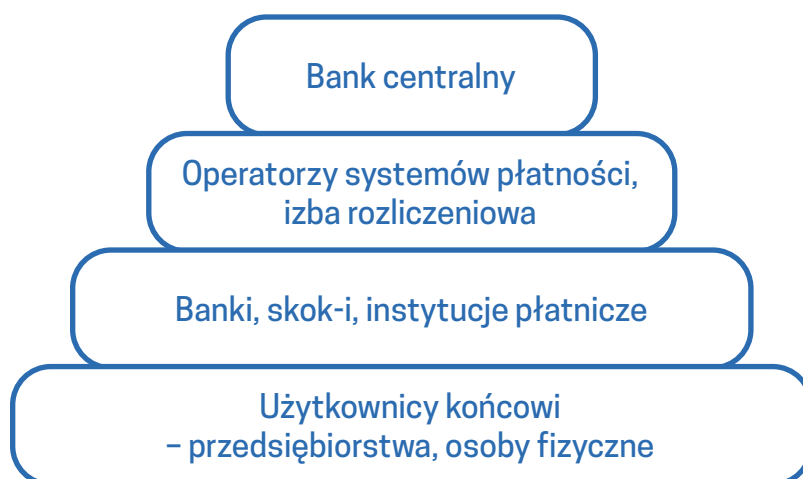 Bank centralny
Operatorzy systemów płatności,
izba rozliczeniowa
Banki, skok-i, instytucje płatnicze
Użytkownicy końcowi
– przedsiębiorstwa, osoby fizyczne